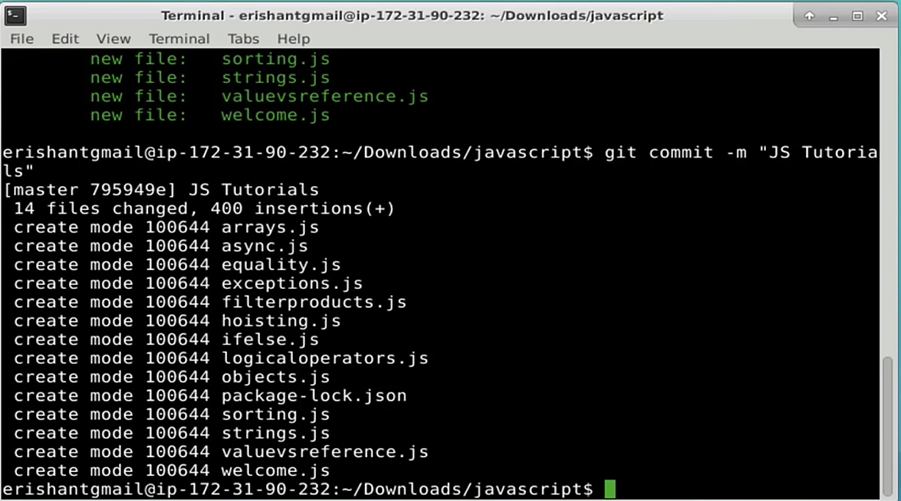 Terminal - erishantgmail@ip-172-31-90-232: ~/Downloads/javascript
File Edit View Terminal Tabs Help
new file: sorting.js
new file: strings.js
new file: valuevsreference.js
new file: welcome.js
erishantgmail@ip-172-31-90-232:~/Downloads/javascript$ git commit -m "JS Tutoria
ls"
[master 795949e] JS Tutorials
14 files changed, 400 insertions(+)
create mode 100644 arrays.js
create mode 100644 async.js
create mode 100644 equality.js
create mode 100644 exceptions.js
create mode 100644 filterproducts.js
create mode 100644 hoisting.js
create mode 100644 ifelse.js
create mode 100644 logicaloperators.js
create mode 100644 objects.js
create mode 100644 package-lock.json
create mode 100644 sorting.js
create mode 100644 strings.js
create mode 100644 valuevsreference.js
create mode 100644 welcome.js
erishantgmail@ip-172-31-90-232:~/Downloads/javascript$